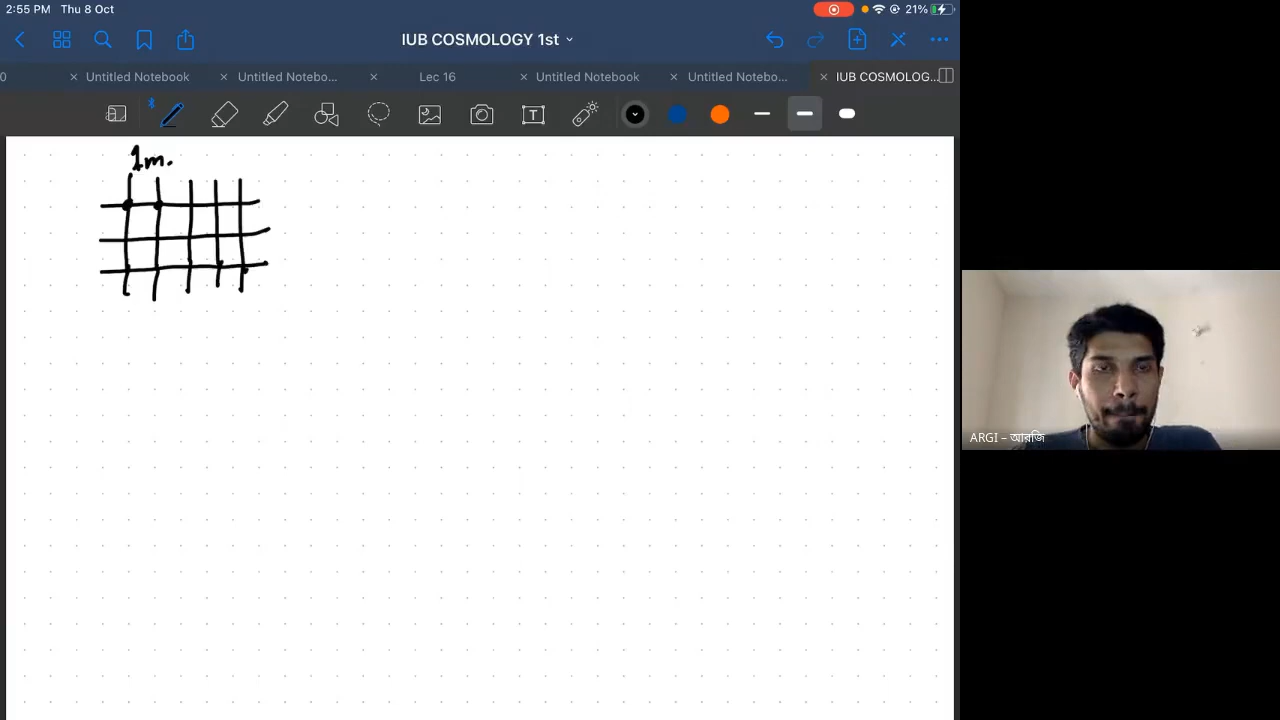 2:55 PM Thu 8 Oct
21%
IUB COSMOLOGY 1st
0
Untitled Notebook
Untitled Notebo...
Lec 16
Untitled Notebook
Untitled Notebo...
IUB COSMOLOG...
T
1m.
ARGI – আরজি